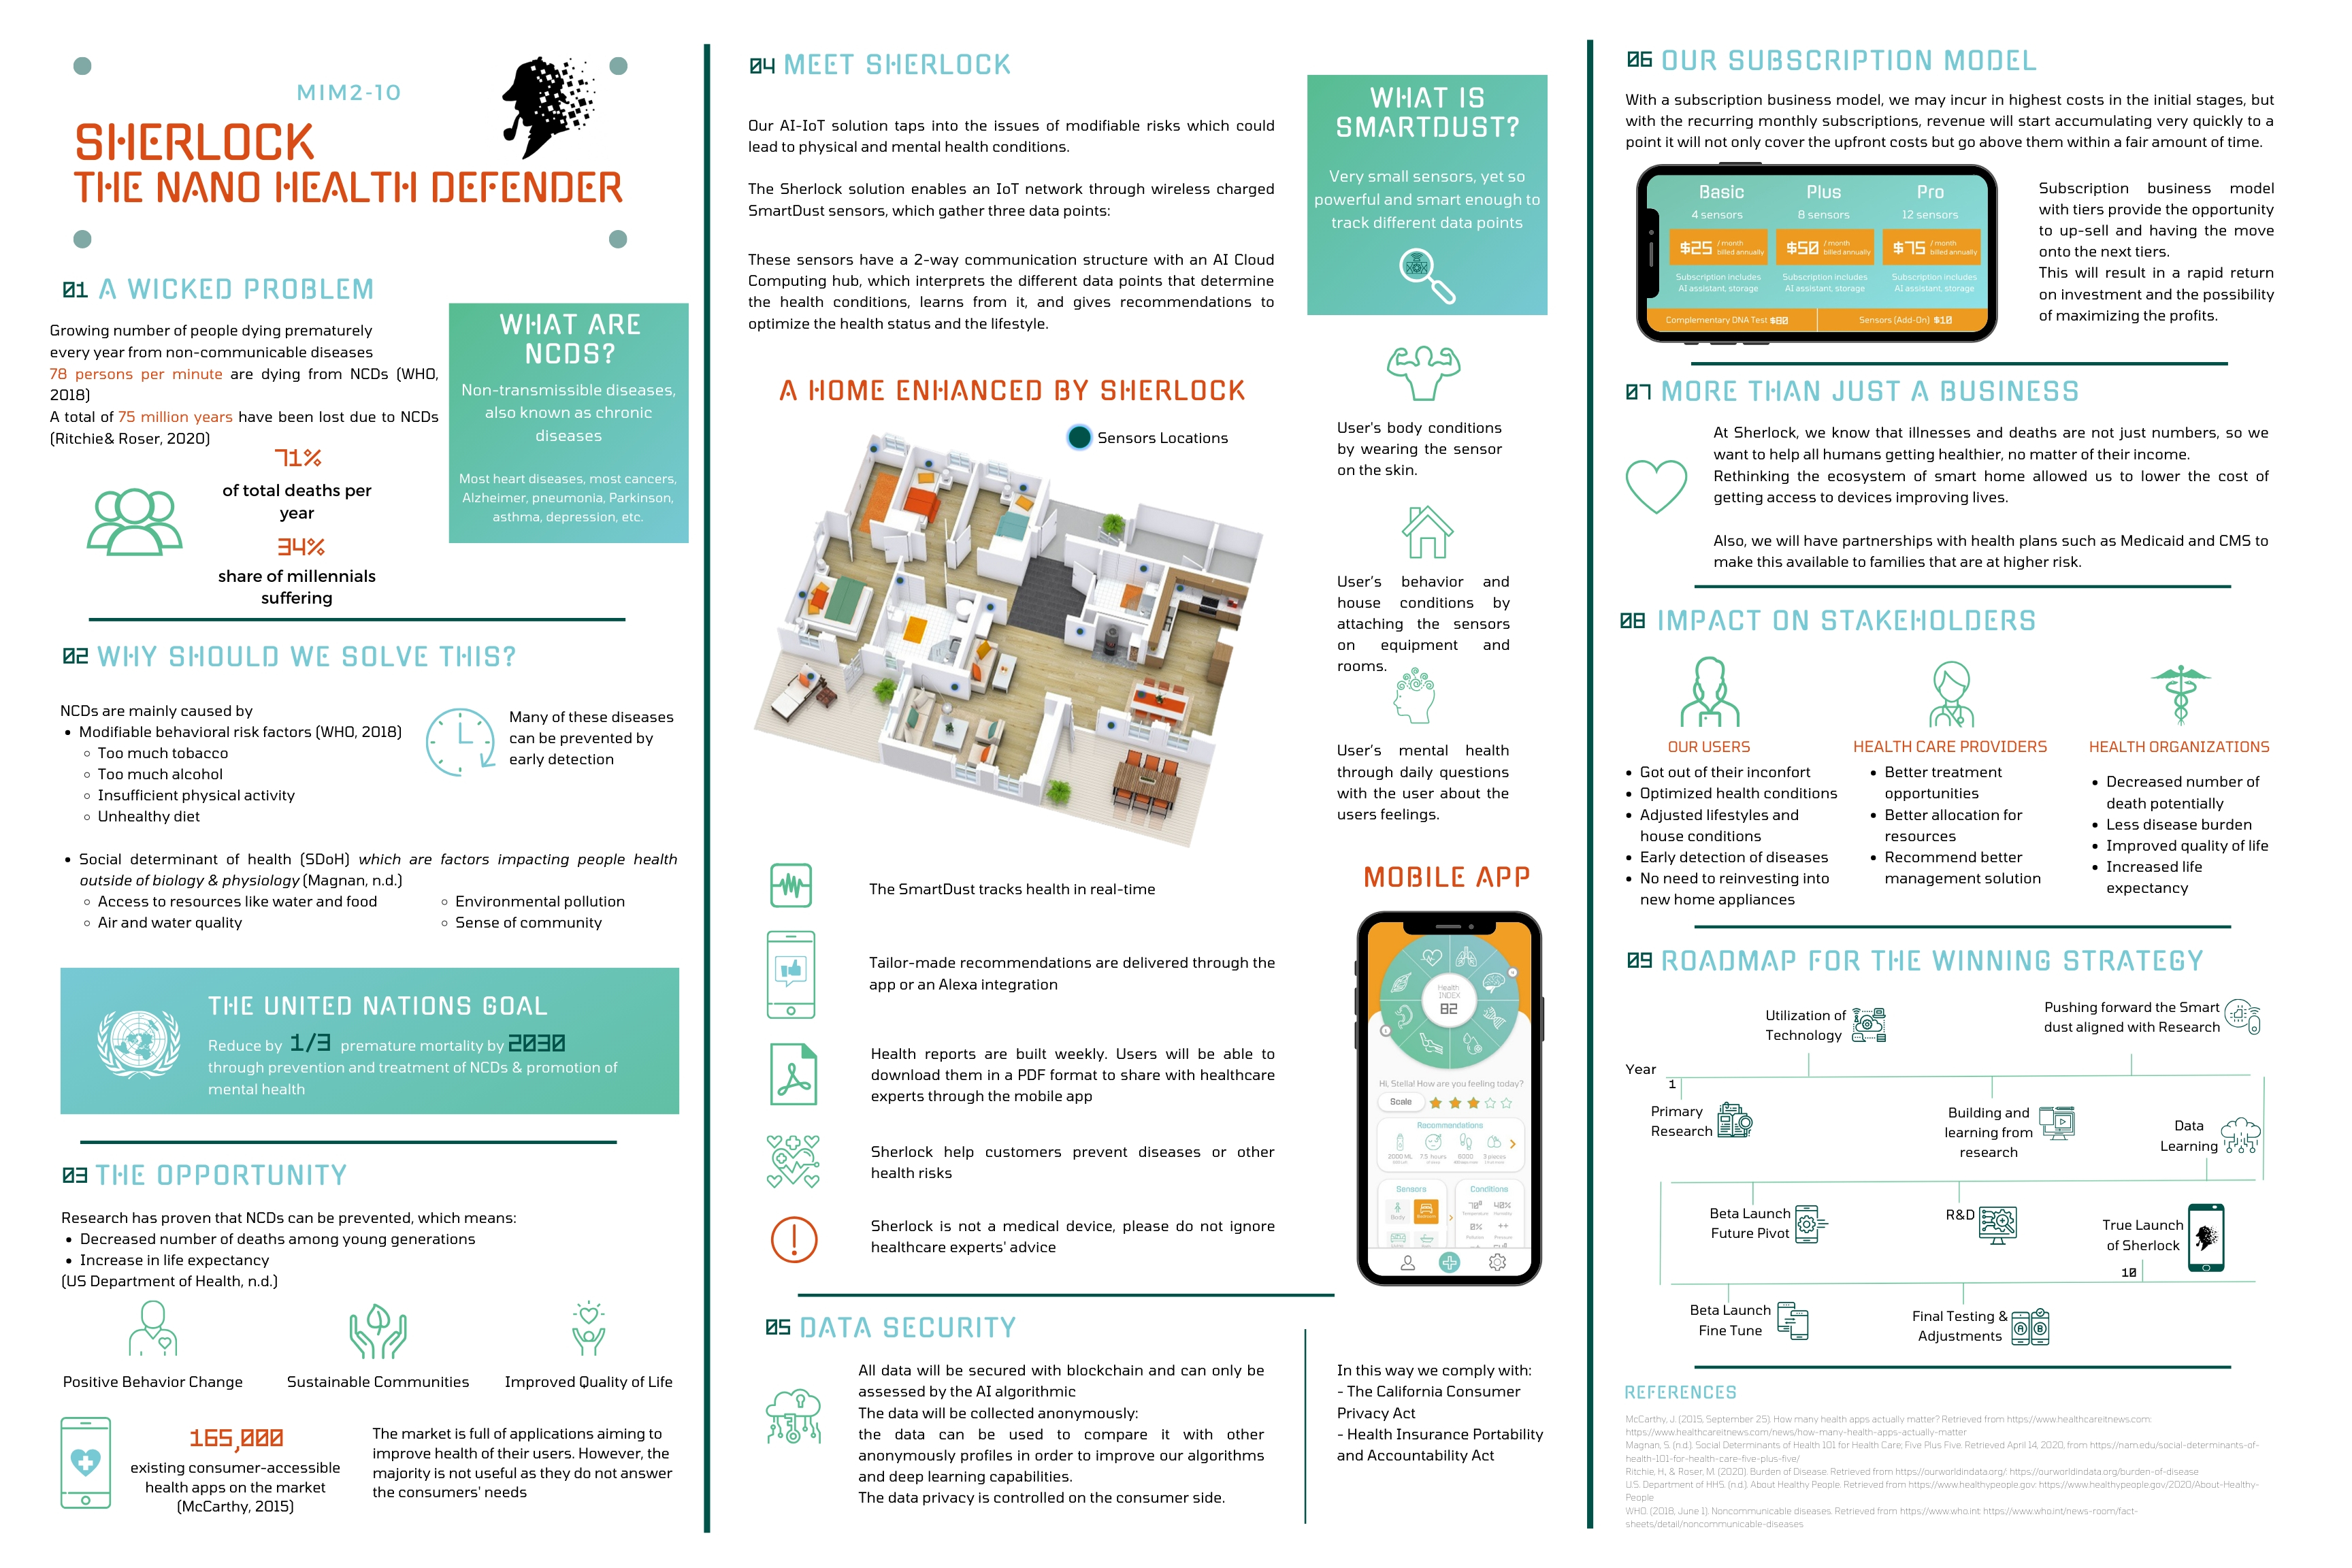 MIM2-10
SHERLOCK
THE NANO HEALTH DEFENDER
01 A WICKED PROBLEM
Growing number of people dying prematurely
every year from non-communicable diseases
78 persons per minute are dying from NCDs (WHO,
2018)
A total of 75 million years have been lost due to NCDs
(Ritchie& Roser, 2020)
71%
of total deaths per
year
34%
share of millennials
suffering
WHAT ARE
NCDS?
Non-transmissible diseases,
also known as chronic
diseases
Most heart diseases, most cancers,
Alzheimer, pneumonia, Parkinson,
asthma, depression, etc.
02 WHY SHOULD WE SOLVE THIS?
NCDs are mainly caused by
• Modifiable behavioral risk factors (WHO, 2018)
◦ Too much tobacco
◦ Too much alcohol
◦ Insufficient physical activity
◦ Unhealthy diet
Many of these diseases
can be prevented by
early detection
• Social determinant of health (SDoH) which are factors impacting people health
outside of biology & physiology (Magnan, n.d.)
◦ Access to resources like water and food
◦ Air and water quality
◦ Environmental pollution
◦ Sense of community
THE UNITED NATIONS GOAL
Reduce by 1/3 premature mortality by 2030
through prevention and treatment of NCDs & promotion of
mental health
03 THE OPPORTUNITY
Research has proven that NCDs can be prevented, which means:
• Decreased number of deaths among young generations
• Increase in life expectancy
(US Department of Health, n.d.)
Positive Behavior Change
Sustainable Communities
Improved Quality of Life
165,000
existing consumer-accessible
health apps on the market
(McCarthy, 2015)
The market is full of applications aiming to
improve health of their users. However, the
majority is not useful as they do not answer
the consumers' needs
04 MEET SHERLOCK
Our AI-IoT solution taps into the issues of modifiable risks which could
lead to physical and mental health conditions.
The Sherlock solution enables an IoT network through wireless charged
SmartDust sensors, which gather three data points:
These sensors have a 2-way communication structure with an AI Cloud
Computing hub, which interprets the different data points that determine
the health conditions, learns from it, and gives recommendations to
optimize the health status and the lifestyle.
WHAT IS
SMARTDUST?
Very small sensors, yet so
powerful and smart enough to
track different data points
A HOME ENHANCED BY SHERLOCK
Sensors Locations
User's body conditions
by wearing the sensor
on the skin.
User's behavior and
house conditions by
attaching the sensors
on equipment and
rooms.
User's mental health
through daily questions
with the user about the
users feelings.
The SmartDust tracks health in real-time
Tailor-made recommendations are delivered through the
app or an Alexa integration
Health reports are built weekly. Users will be able to
download them in a PDF format to share with healthcare
experts through the mobile app
Sherlock help customers prevent diseases or other
health risks
Sherlock is not a medical device, please do not ignore
healthcare experts' advice
MOBILE APP
Health
INDEX
82
Hi, Stella! How are you feeling today?
Scale
Recommendations
2000 ML
7.5 hours
6000
3 pieces
Sensors
Body
Conditions
70°
40%
Temperature
Humidity
0%
++
05 DATA SECURITY
All data will be secured with blockchain and can only be
assessed by the AI algorithmic
The data will be collected anonymously:
the data can be used to compare it with other
anonymously profiles in order to improve our algorithms
and deep learning capabilities.
The data privacy is controlled on the consumer side.
In this way we comply with:
- The California Consumer
Privacy Act
- Health Insurance Portability
and Accountability Act
06 OUR SUBSCRIPTION MODEL
With a subscription business model, we may incur in highest costs in the initial stages, but
with the recurring monthly subscriptions, revenue will start accumulating very quickly to a
point it will not only cover the upfront costs but go above them within a fair amount of time.
Basic
4 sensors
$25 / month
billed annually
Subscription includes
AI assistant, storage
Plus
8 sensors
$50 / month
billed annually
Subscription includes
AI assistant, storage
Pro
12 sensors
$75 / month
billed annually
Subscription includes
AI assistant, storage
Complementary DNA Test $80
Sensors (Add-On) $10
Subscription business model
with tiers provide the opportunity
to up-sell and having the move
onto the next tiers.
This will result in a rapid return
on investment and the possibility
of maximizing the profits.
07 MORE THAN JUST A BUSINESS
At Sherlock, we know that illnesses and deaths are not just numbers, so we
want to help all humans getting healthier, no matter of their income.
Rethinking the ecosystem of smart home allowed us to lower the cost of
getting access to devices improving lives.
Also, we will have partnerships with health plans such as Medicaid and CMS to
make this available to families that are at higher risk.
08 IMPACT ON STAKEHOLDERS
OUR USERS
• Got out of their inconfort
• Optimized health conditions
• Adjusted lifestyles and
house conditions
• Early detection of diseases
• No need to reinvesting into
new home appliances
HEALTH CARE PROVIDERS
• Better treatment
opportunities
• Better allocation for
resources
• Recommend better
management solution
HEALTH ORGANIZATIONS
• Decreased number of
death potentially
• Less disease burden
• Improved quality of life
• Increased life
expectancy
09 ROADMAP FOR THE WINNING STRATEGY
Utilization of
Technology
Pushing forward the Smart
dust aligned with Research
Year
1
Primary
Research
Building and
learning from
research
Data
Learning
Beta Launch
Future Pivot
R&D
True Launch
of Sherlock
10
Beta Launch
Fine Tune
Final Testing &
Adjustments
A B
REFERENCES
McCarthy, J. (2015, September 25). How many health apps actually matter? Retrieved from https://www.healthcareitnews.com:
https://www.healthcareitnews.com/news/how-many-health-apps-actually-matter
Magnan, S. (n.d.). Social Determinants of Health 101 for Health Care: Five Plus Five. Retrieved April 14, 2020, from https://nam.edu/social-determinants-of-
health-101-for-health-care-five-plus-five/
Ritchie, H., & Roser, M. (2020). Burden of Disease. Retrieved from https://ourworldindata.org/: https://ourworldindata.org/burden-of-disease
U.S. Department of HHS. (n.d.). About Healthy People. Retrieved from https://www.healthypeople.gov: https://www.healthypeople.gov/2020/About-Healthy-
People
WHO. (2018, June 1). Noncommunicable diseases. Retrieved from https://www.who.int: https://www.who.int/news-room/fact-
sheets/detail/noncommunicable-diseases